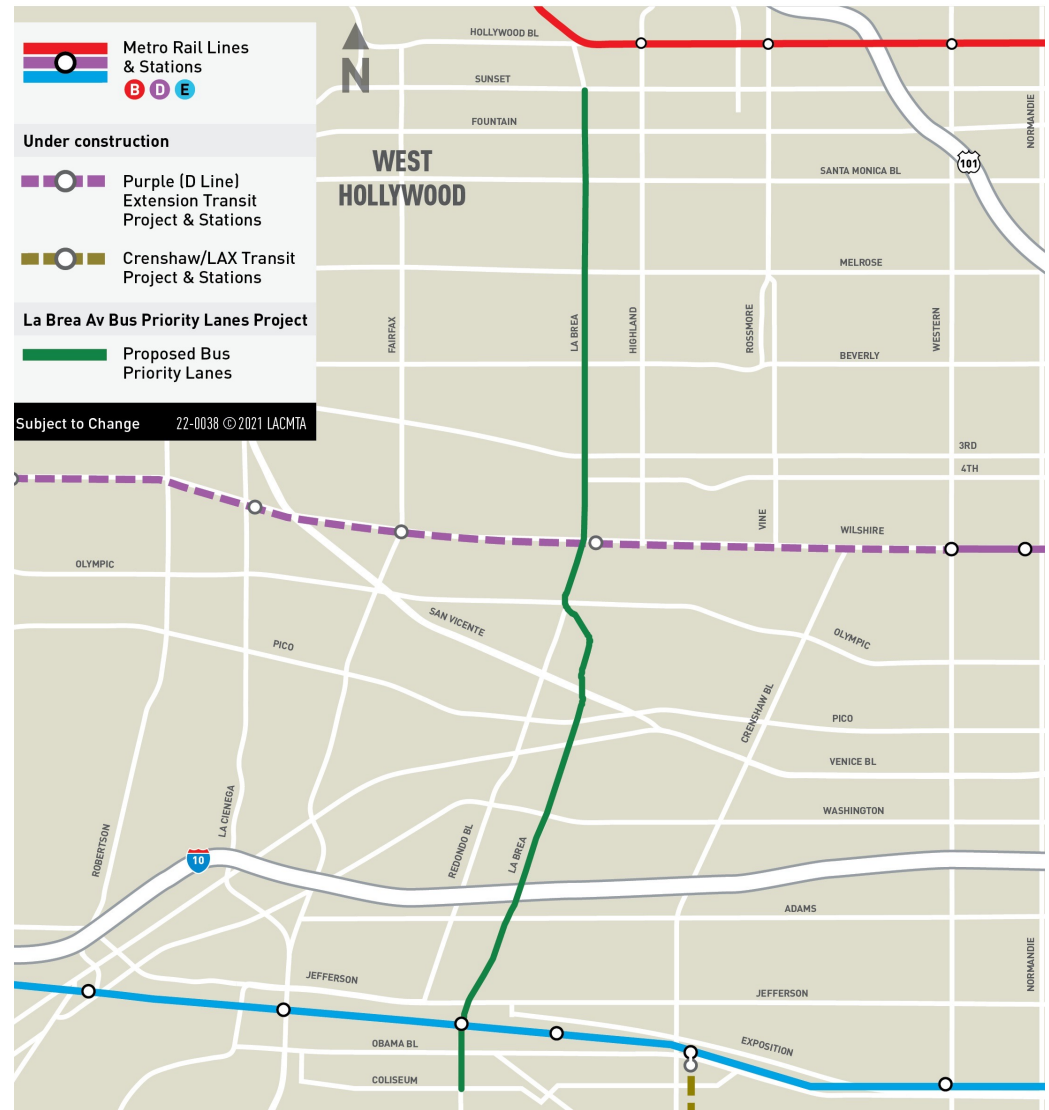 Metro Rail Lines
& Stations
B D E
Under construction
Purple (D Line)
Extension Transit
Project & Stations
Crenshaw/LAX Transit
Project & Stations
La Brea Av Bus Priority Lanes Project
Proposed Bus
Priority Lanes
Subject to Change 22-0038 © 2021 LACMTA
N
HOLLYWOOD BL
SUNSET
FOUNTAIN
WEST
HOLLYWOOD
SANTA MONICA BL
101
NORMANDIE
MELROSE
FAIRFAX
LA BREA
HIGHLAND
ROSSMORE
WESTERN
BEVERLY
3RD
4TH
VINE
WILSHIRE
OLYMPIC
SAN VICENTE
OLYMPIC
PICO
CRENSHAW BL
PICO
VENICE BL
LA CIENEGA
WASHINGTON
ROBERTSON
REDONDO BL
LA BREA
10
ADAMS
NORMANDIE
JEFFERSON
JEFFERSON
OBAMA BL
EXPOSITION
COLISEUM